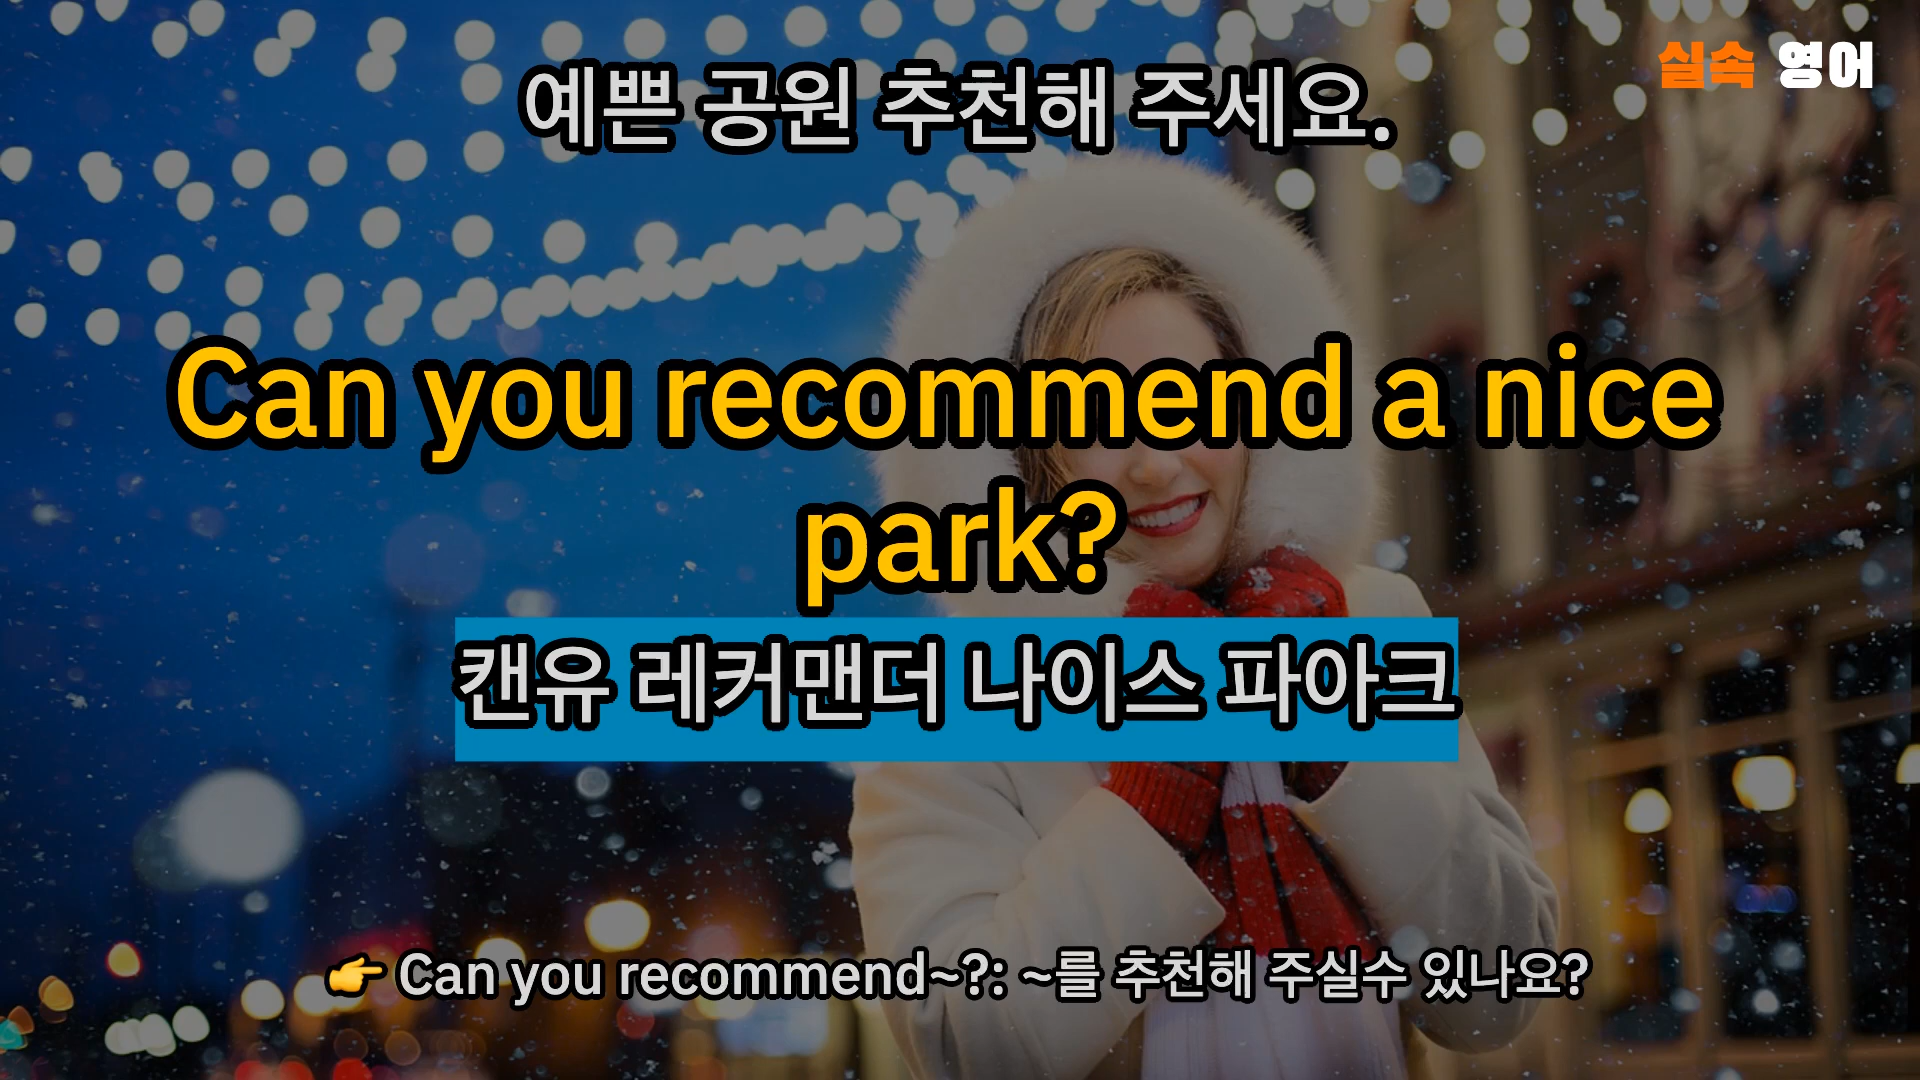 실속 영어
예쁜 공원 추천해 주세요.
Can you recommend a nice
park?
캔유 레커맨더 나이스 파아크
👉 Can you recommend~?: ~를 추천해 주실수 있나요?